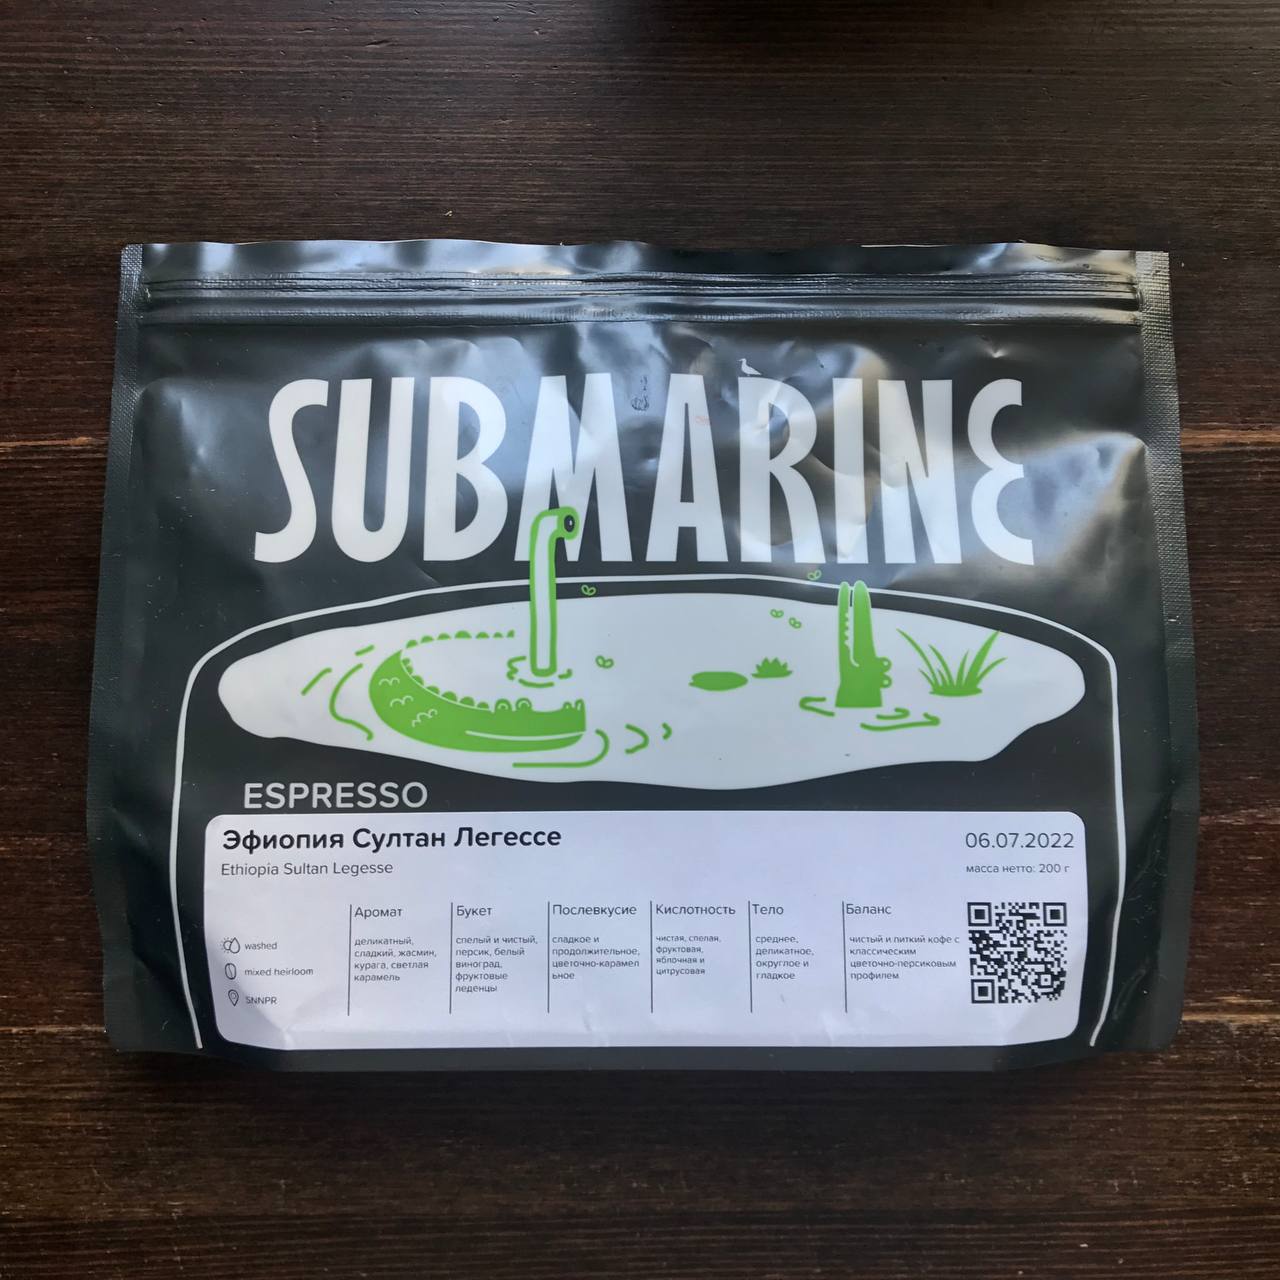 SUBMARINE
ESPRESSO
Эфиопия Султан Легессе
06.07.2022
Ethiopia Sultan Legesse
масса нетто: 200 г
washed
mixed heirloom
SNNPR
Аромат
деликатный,
сладкий, жасмин,
курага, светлая
карамель
Букет
спелый и чистый,
персик, белый
виноград,
фруктовые
леденцы
Послевкусие
сладкое и
продолжительное,
цветочно-карамел
ьное
Кислотность
чистая, спелая,
фруктовая,
яблочная и
цитрусовая
Тело
среднее,
деликатное,
округлое и
гладкое
Баланс
чистый и питкий кофе с
классическим
цветочно-персиковым
профилем